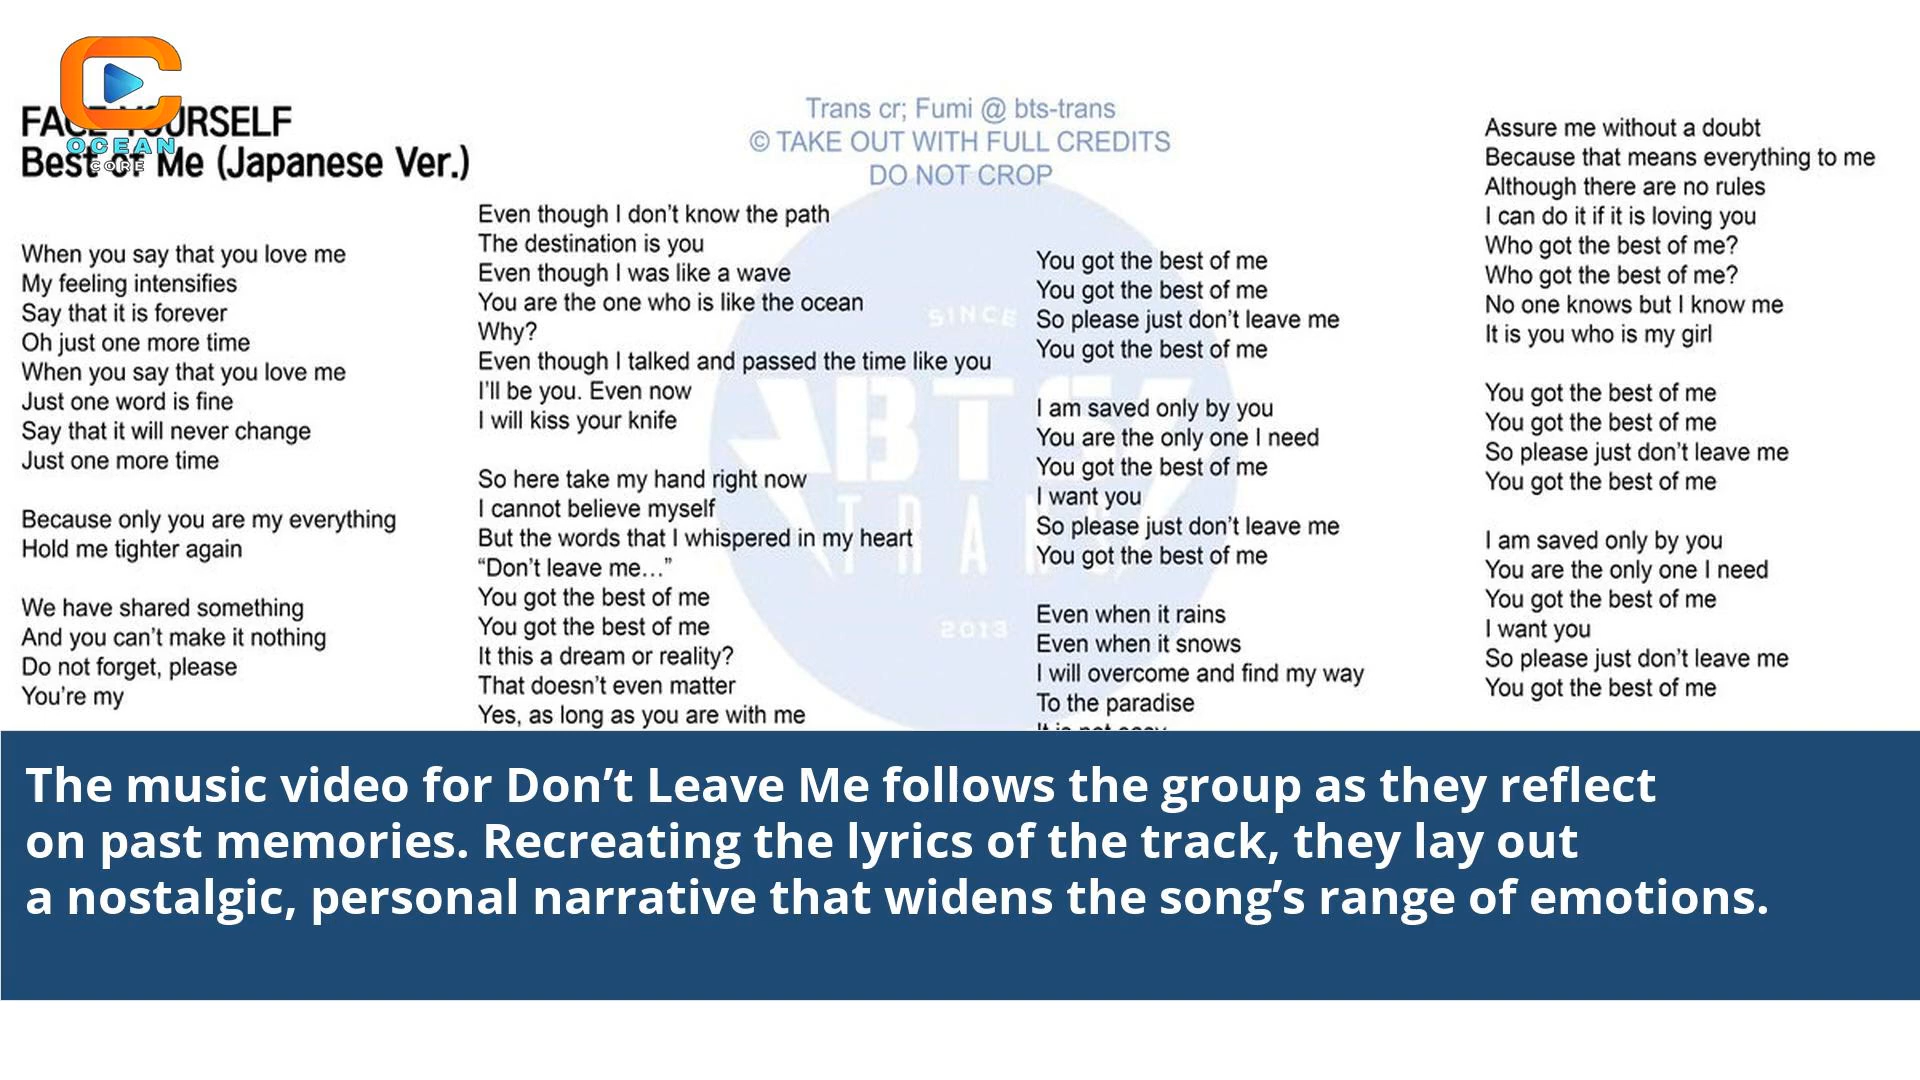 FACE YOURSELF
OCEAN
CORE
Best of Me (Japanese Ver.)
When you say that you love me
My feeling intensifies
Say that it is forever
Oh just one more time
When you say that you love me
Just one word is fine
Say that it will never change
Just one more time
Because only you are my everything
Hold me tighter again
We have shared something
And you can’t make it nothing
Do not forget, please
You’re my
Trans cr; Fumi @ bts-trans
© TAKE OUT WITH FULL CREDITS
DO NOT CROP
Even though I don’t know the path
The destination is you
Even though I was like a wave
You are the one who is like the ocean
Why?
Even though I talked and passed the time like you
I’ll be you. Even now
I will kiss your knife
So here take my hand right now
I cannot believe myself
But the words that I whispered in my heart
“Don’t leave me…”
You got the best of me
You got the best of me
It this a dream or reality?
That doesn’t even matter
Yes, as long as you are with me
SINCE
BTS
TRANS
2013
You got the best of me
You got the best of me
So please just don’t leave me
You got the best of me
I am saved only by you
You are the only one I need
You got the best of me
I want you
So please just don’t leave me
You got the best of me
Even when it rains
Even when it snows
I will overcome and find my way
To the paradise
It is not easy
Assure me without a doubt
Because that means everything to me
Although there are no rules
I can do it if it is loving you
Who got the best of me?
Who got the best of me?
No one knows but I know me
It is you who is my girl
You got the best of me
You got the best of me
So please just don’t leave me
You got the best of me
I am saved only by you
You are the only one I need
You got the best of me
I want you
So please just don’t leave me
You got the best of me
The music video for Don’t Leave Me follows the group as they reflect
on past memories. Recreating the lyrics of the track, they lay out
a nostalgic, personal narrative that widens the song’s range of emotions.